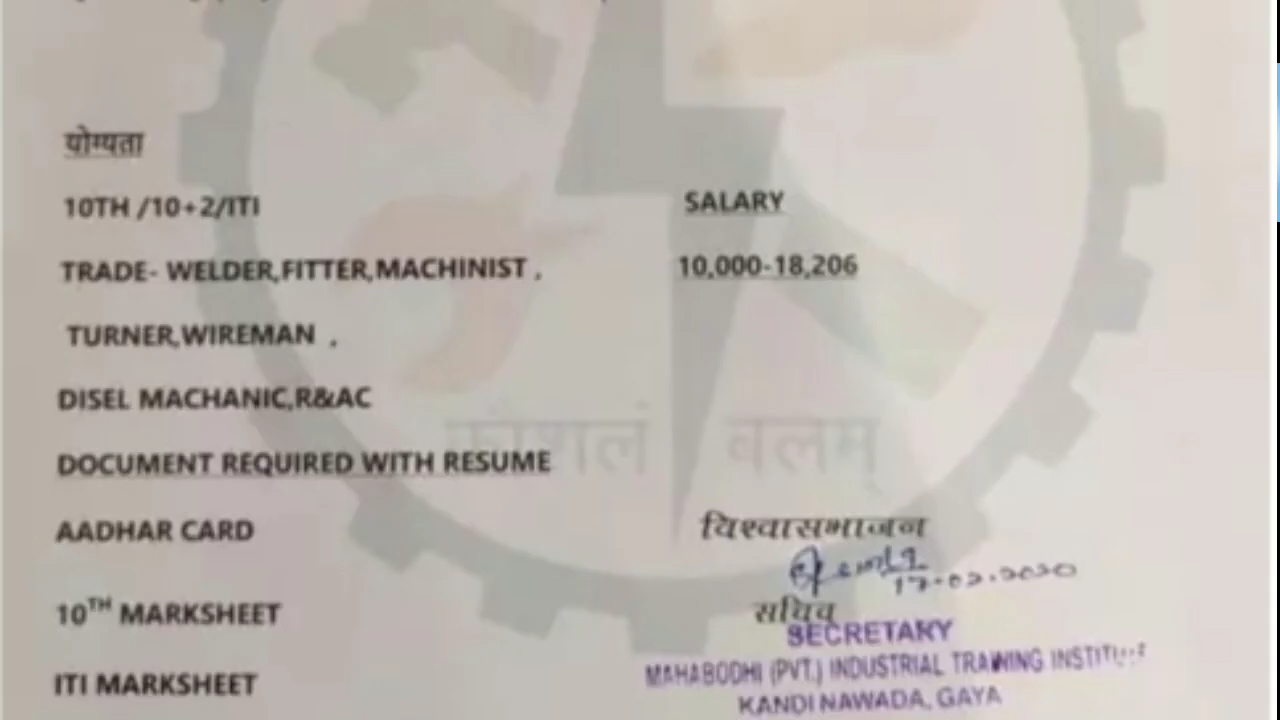 योग्यता
10TH /10+2/ITI
SALARY
TRADE- WELDER,FITTER,MACHINIST ,
10,000-18,206
TURNER,WIREMAN ,
DISEL MACHANIC,R&AC
कौशलं वलम्
DOCUMENT REQUIRED WITH RESUME
AADHAR CARD
विश्वासभाजन
17-02-2020
10TH MARKSHEET
सचिव
SECRETARY
MAHABODHI (PVT.) INDUSTRIAL TRAINING INSTITUTE
ITI MARKSHEET
KANDI NAWADA, GAYA